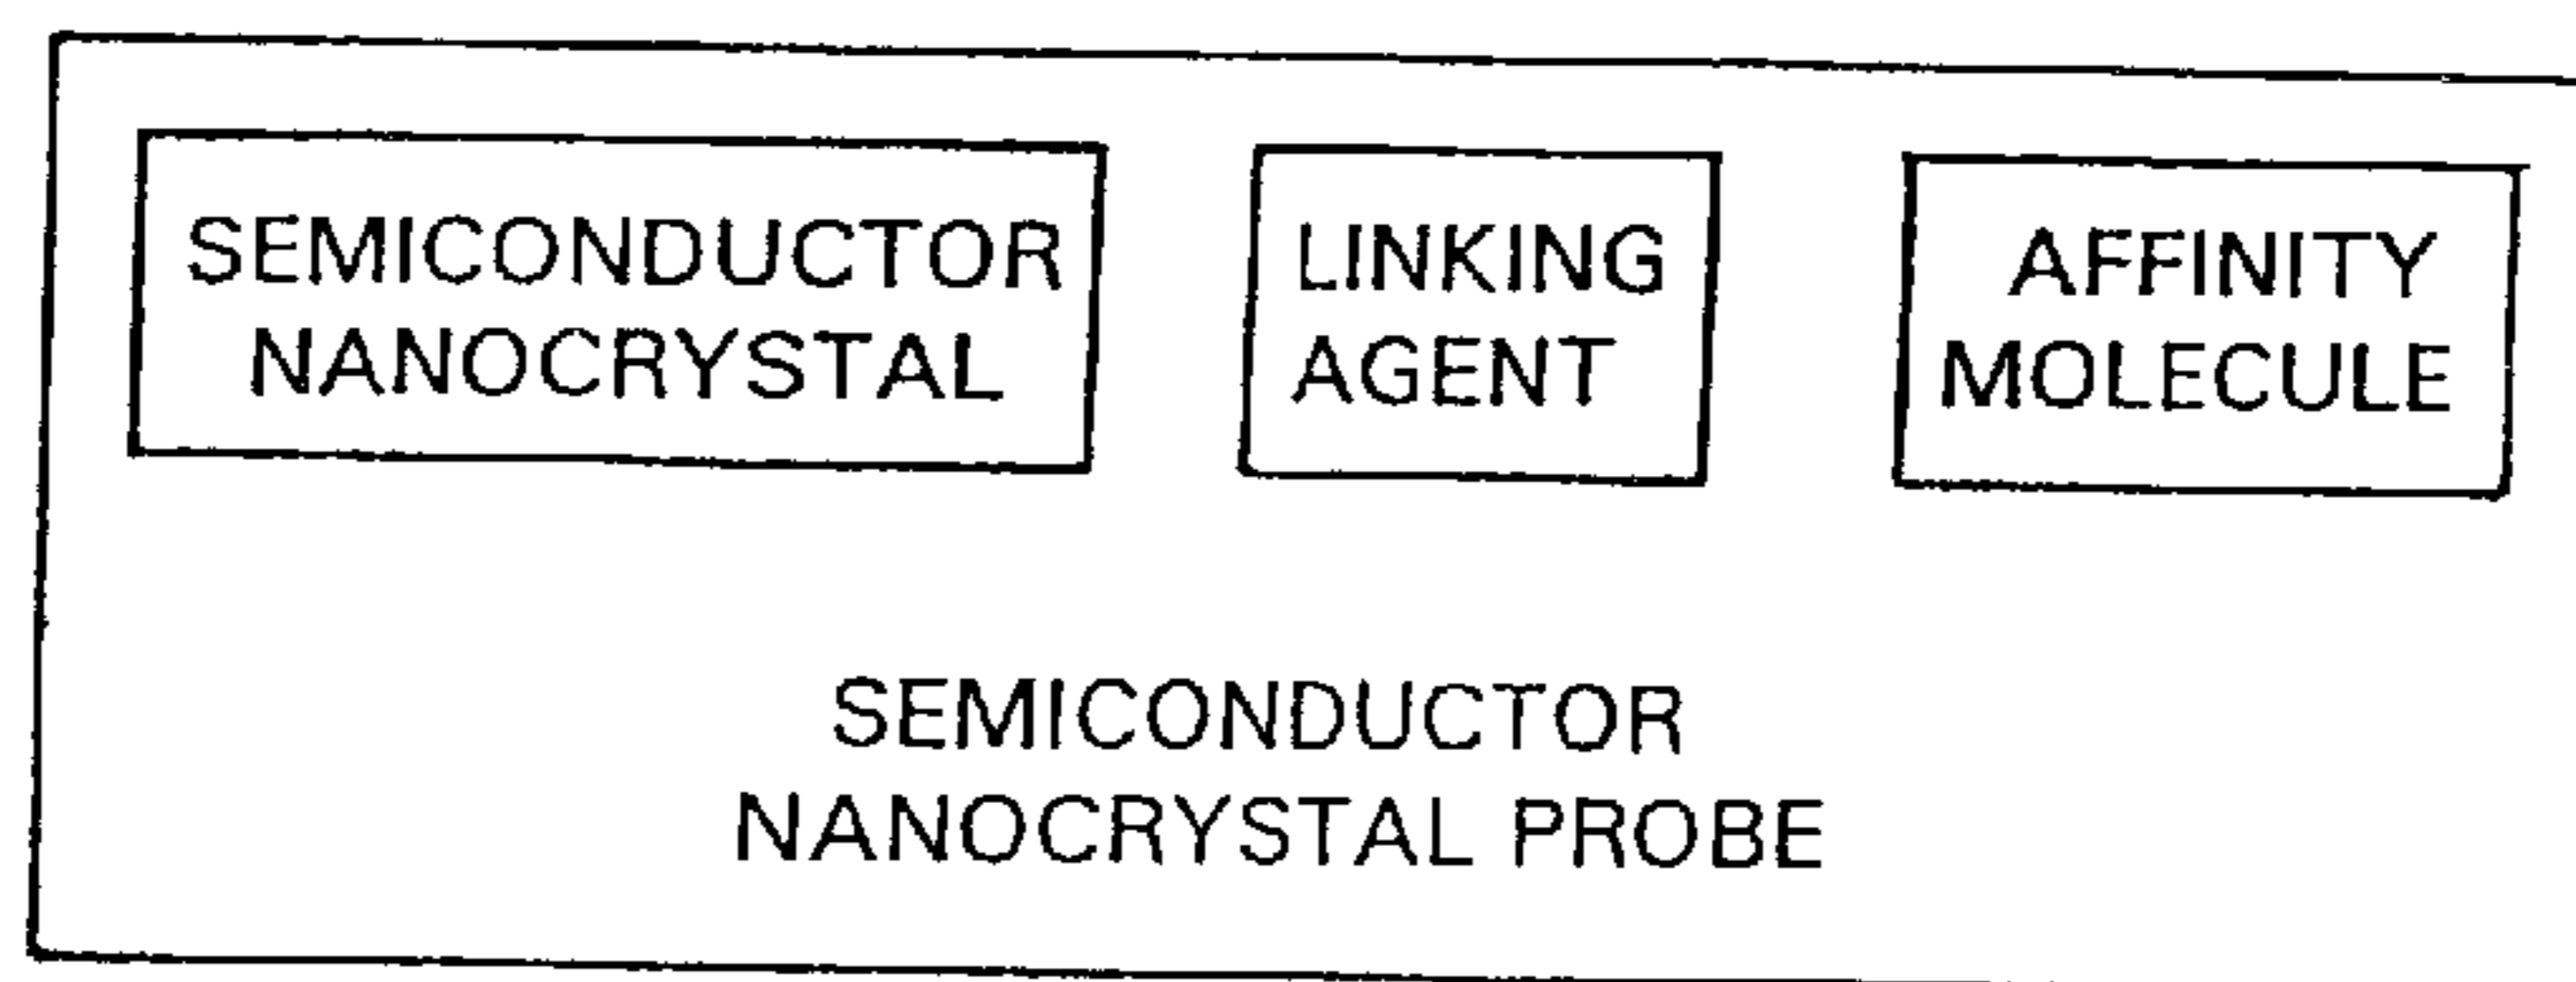 SEMICONDUCTOR
NANOCRYSTAL
LINKING
AGENT
AFFINITY
MOLECULE
SEMICONDUCTOR
NANOCRYSTAL PROBE